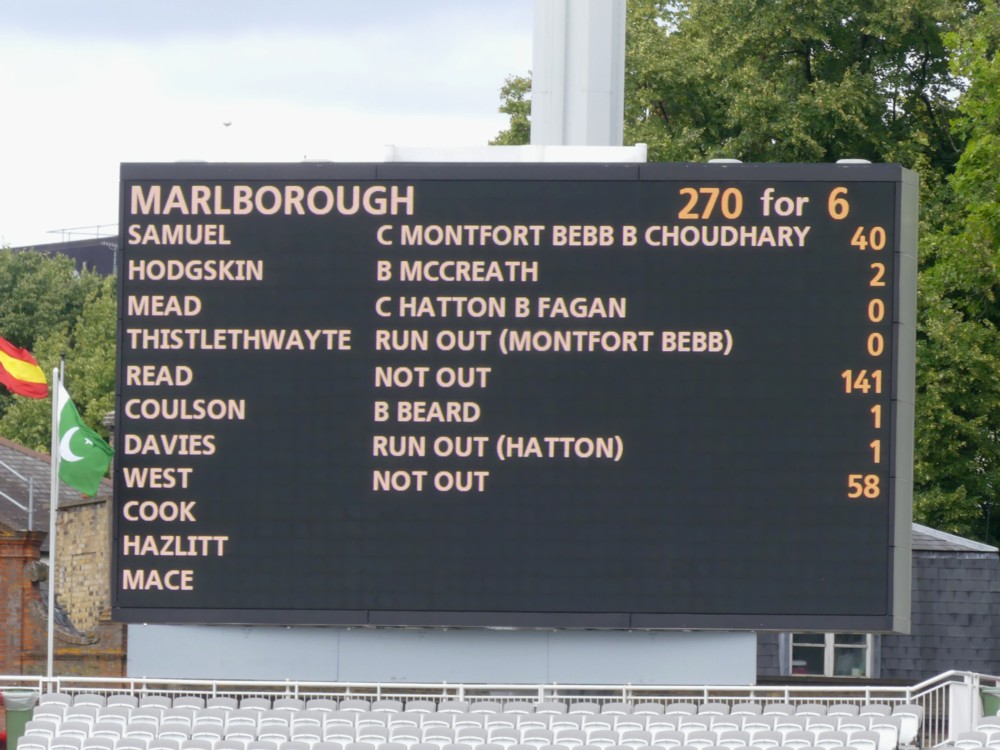 MARLBOROUGH 270 for 6
SAMUEL C MONTFORT BEBB B CHOUDHARY 40
HODGSKIN B MCCREATH 2
MEAD C HATTON B FAGAN 0
THISTLETHWAYTE RUN OUT (MONTFORT BEBB) 0
READ NOT OUT 141
COULSON B BEARD 1
DAVIES RUN OUT (HATTON) 1
WEST NOT OUT 58
COOK
HAZLITT
MACE